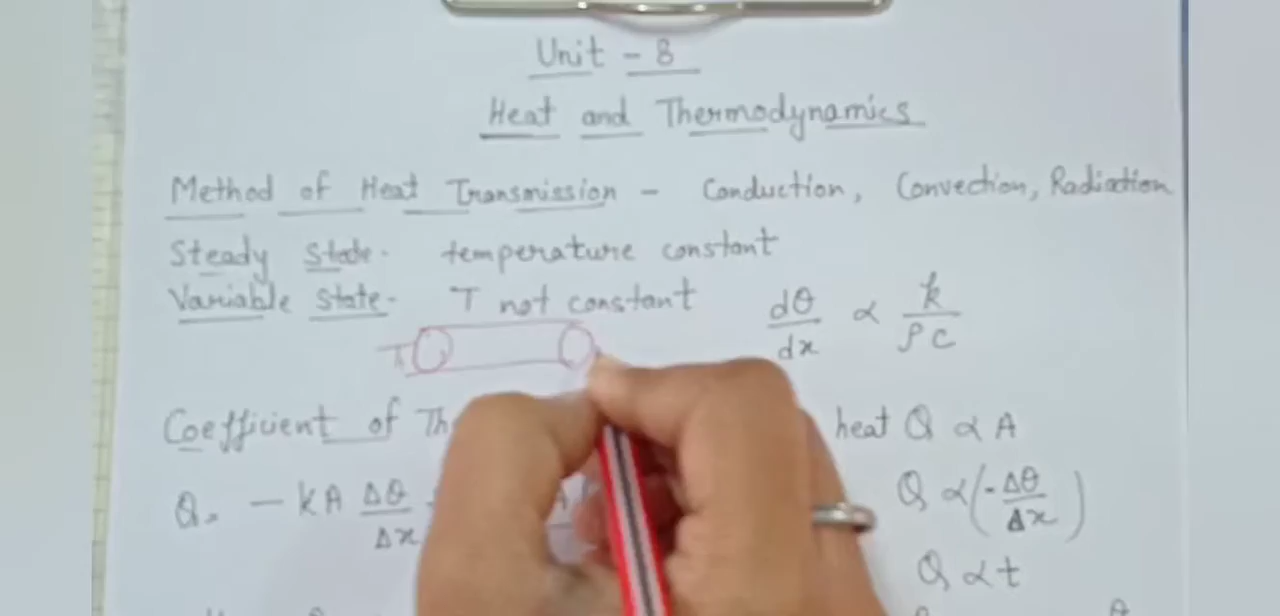 Unit - 8
Heat and Thermodynamics
Method of Heat Transmission - Conduction, Convection, Radiation
Steady State - temperature constant
Variable State - T not constant
dθ/dx ∝ k/ρc
T
Coefficient of Th heat Q ∝ A
Q = - kA Δθ/Δx
Q ∝ (-Δθ/Δx)
Q ∝ t